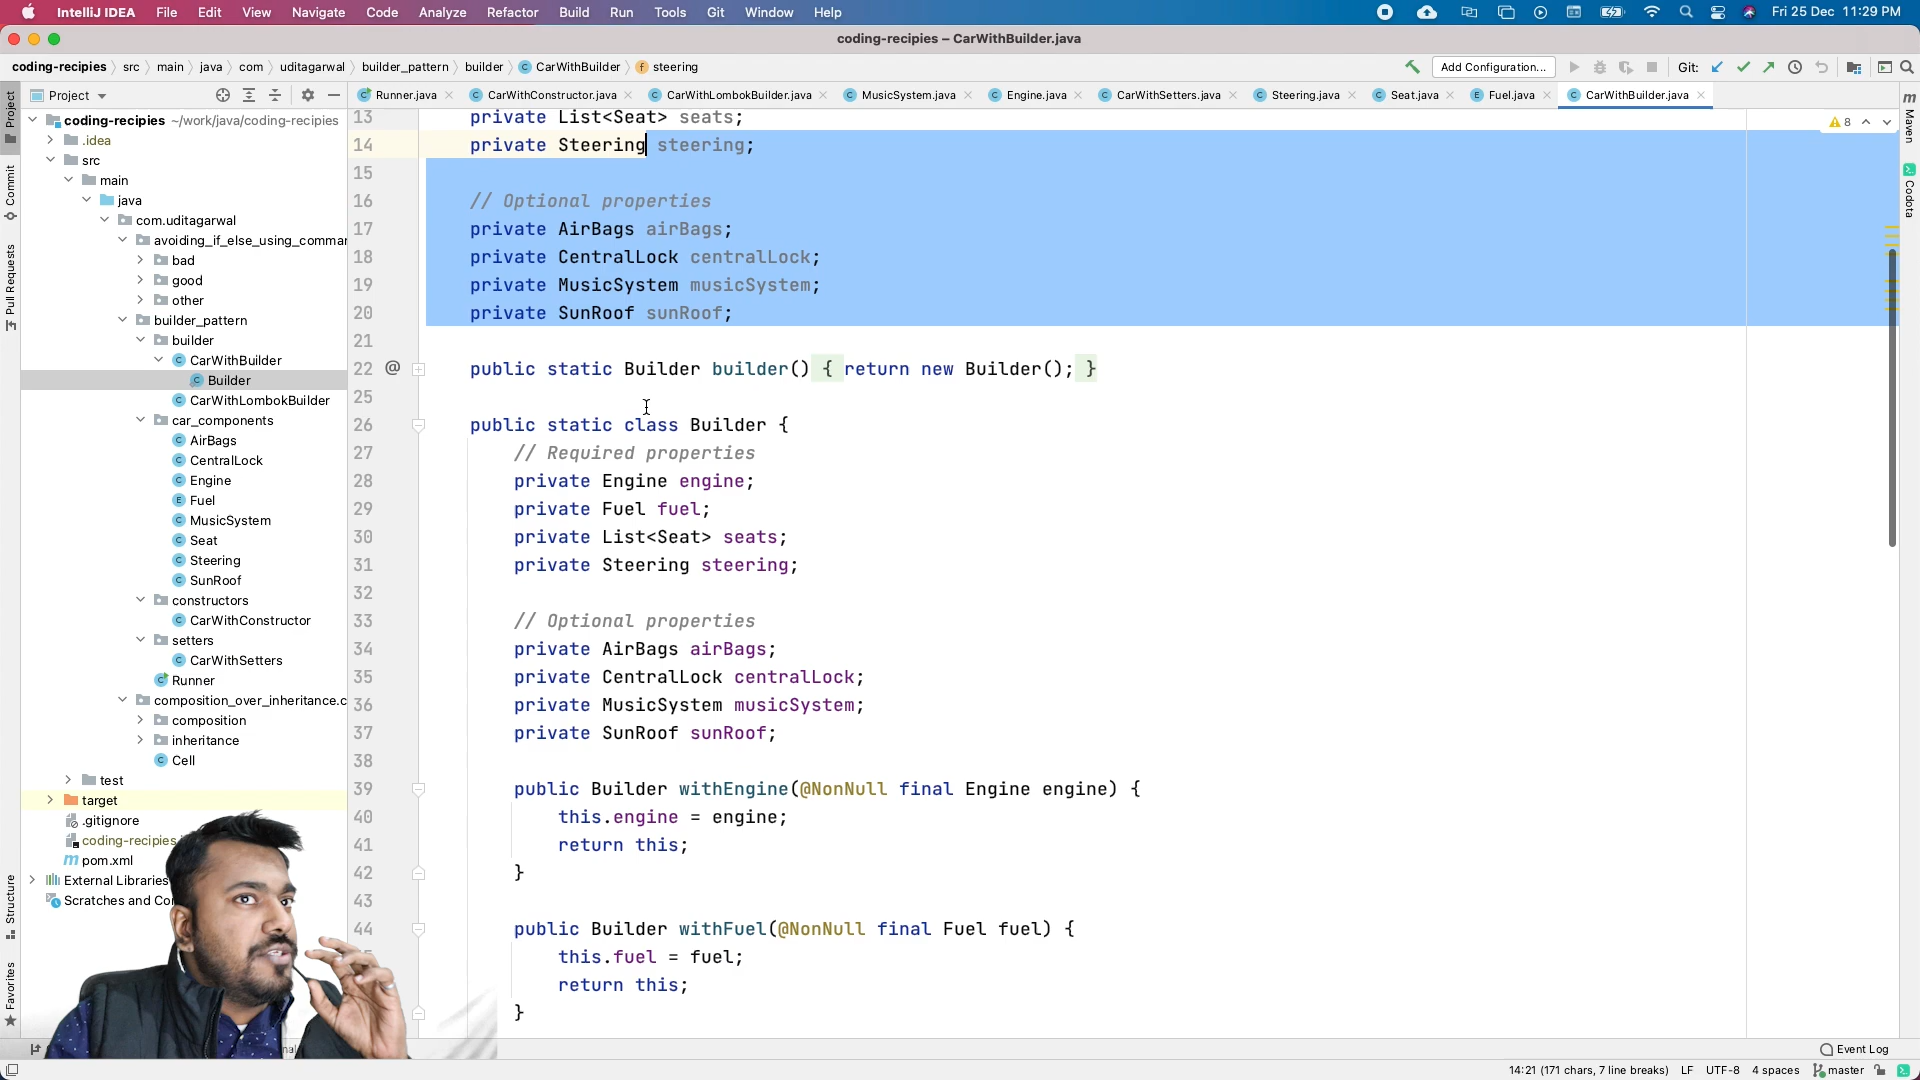 IntelliJ IDEA File Edit View Navigate Code Analyze Refactor Build Run Tools Git Window Help Fri 25 Dec 11:29 PM
coding-recipies – CarWithBuilder.java
coding-recipies src main java com uditagarwal builder_pattern builder CarWithBuilder steering Add Configuration... Git:
Project Runner.java CarWithConstructor.java CarWithLombokBuilder.java MusicSystem.java Engine.java CarWithSetters.java Steering.java Seat.java Fuel.java CarWithBuilder.java
Project
Commit
Pull Requests
Structure
Favorites
coding-recipies ~/work/java/coding-recipies
.idea
src
main
java
com.uditagarwal
avoiding_if_else_using_commar
bad
good
other
builder_pattern
builder
CarWithBuilder
Builder
CarWithLombokBuilder
car_components
AirBags
CentralLock
Engine
Fuel
MusicSystem
Seat
Steering
SunRoof
constructors
CarWithConstructor
setters
CarWithSetters
Runner
composition_over_inheritance.c
composition
inheritance
Cell
test
target
.gitignore
coding-recipies
pom.xml
External Libraries
Scratches and Co
13 private List<Seat> seats;
14 private Steering steering;
15
16 // Optional properties
17 private AirBags airBags;
18 private CentralLock centralLock;
19 private MusicSystem musicSystem;
20 private SunRoof sunRoof;
21
22 @ public static Builder builder() { return new Builder(); }
25
26 public static class Builder {
27 // Required properties
28 private Engine engine;
29 private Fuel fuel;
30 private List<Seat> seats;
31 private Steering steering;
32
33 // Optional properties
34 private AirBags airBags;
35 private CentralLock centralLock;
36 private MusicSystem musicSystem;
37 private SunRoof sunRoof;
38
39 public Builder withEngine(@NonNull final Engine engine) {
40 this.engine = engine;
41 return this;
42 }
43
44 public Builder withFuel(@NonNull final Fuel fuel) {
this.fuel = fuel;
return this;
}
8
Maven
Codota
Event Log
14:21 (171 chars, 7 line breaks) LF UTF-8 4 spaces master